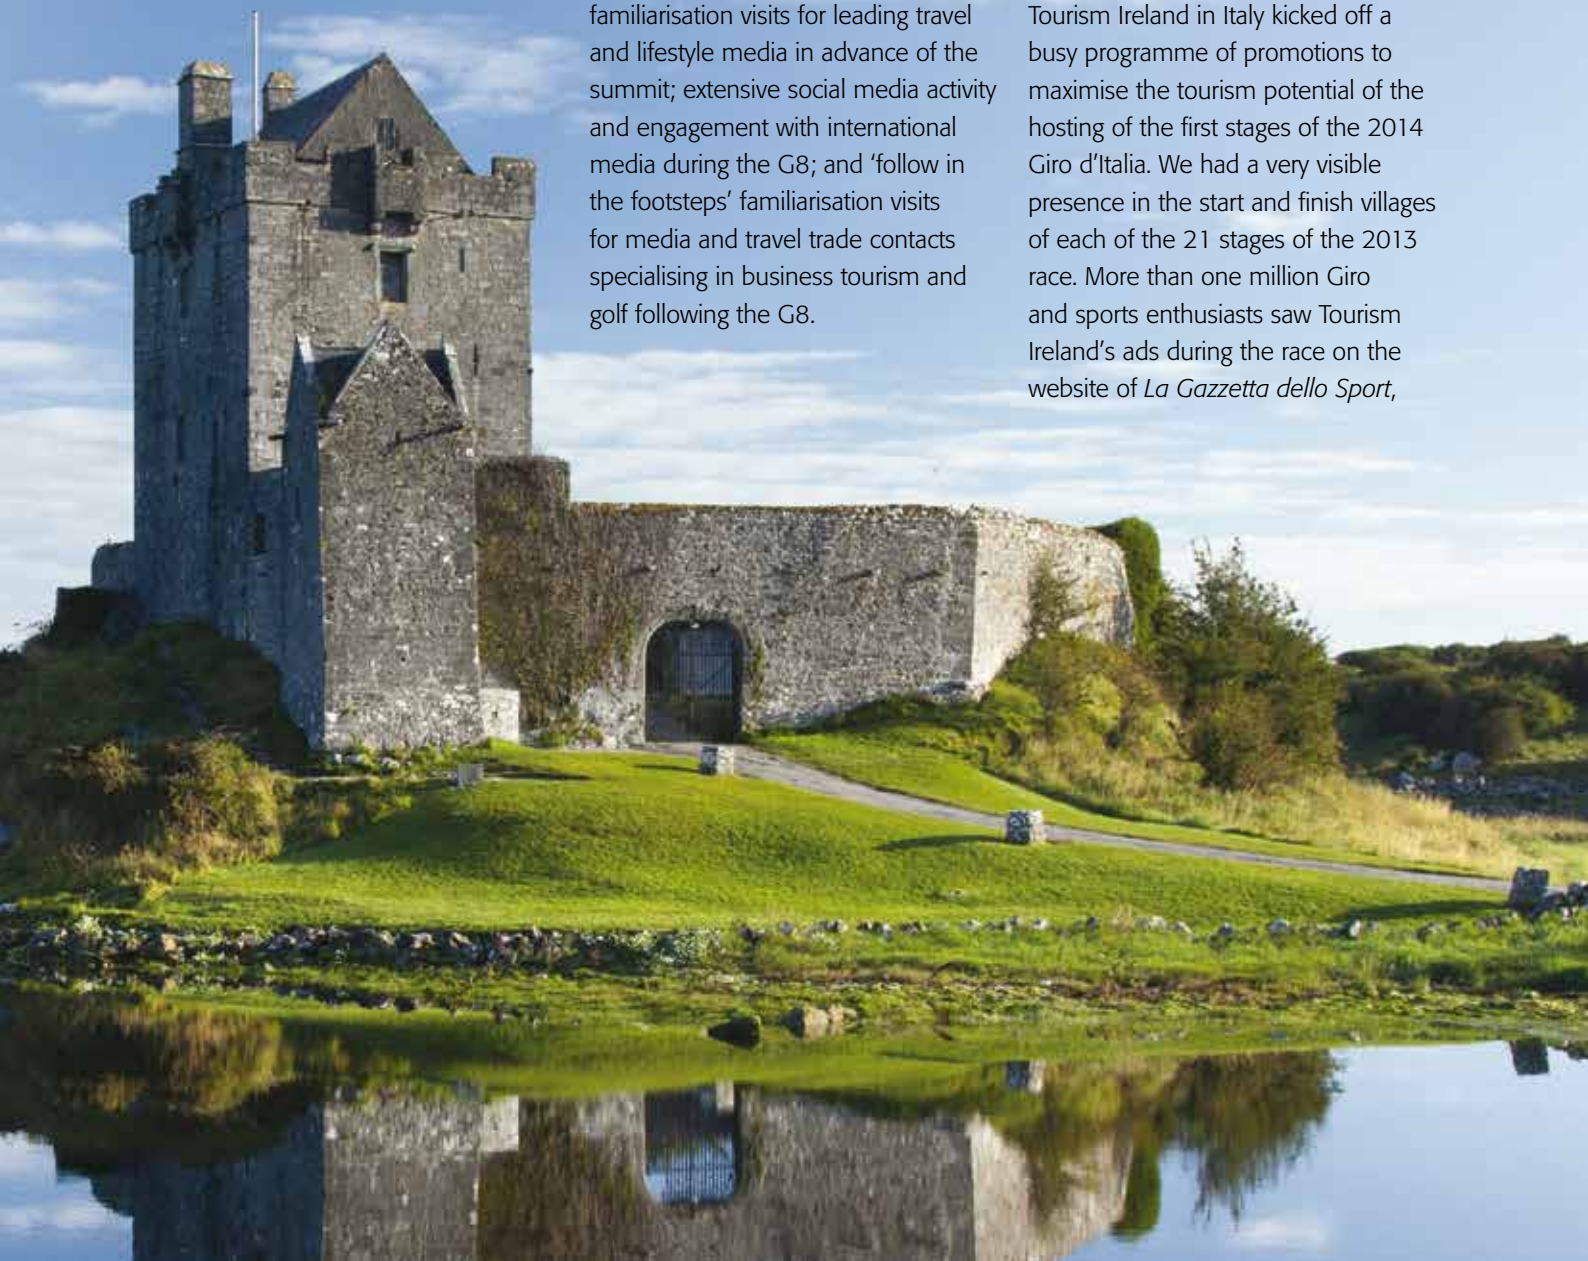 familiarisation visits for leading travel
and lifestyle media in advance of the
summit; extensive social media activity
and engagement with international
media during the G8; and ‘follow in
the footsteps’ familiarisation visits
for media and travel trade contacts
specialising in business tourism and
golf following the G8.
Tourism Ireland in Italy kicked off a
busy programme of promotions to
maximise the tourism potential of the
hosting of the first stages of the 2014
Giro d’Italia. We had a very visible
presence in the start and finish villages
of each of the 21 stages of the 2013
race. More than one million Giro
and sports enthusiasts saw Tourism
Ireland’s ads during the race on the
website of La Gazzetta dello Sport,